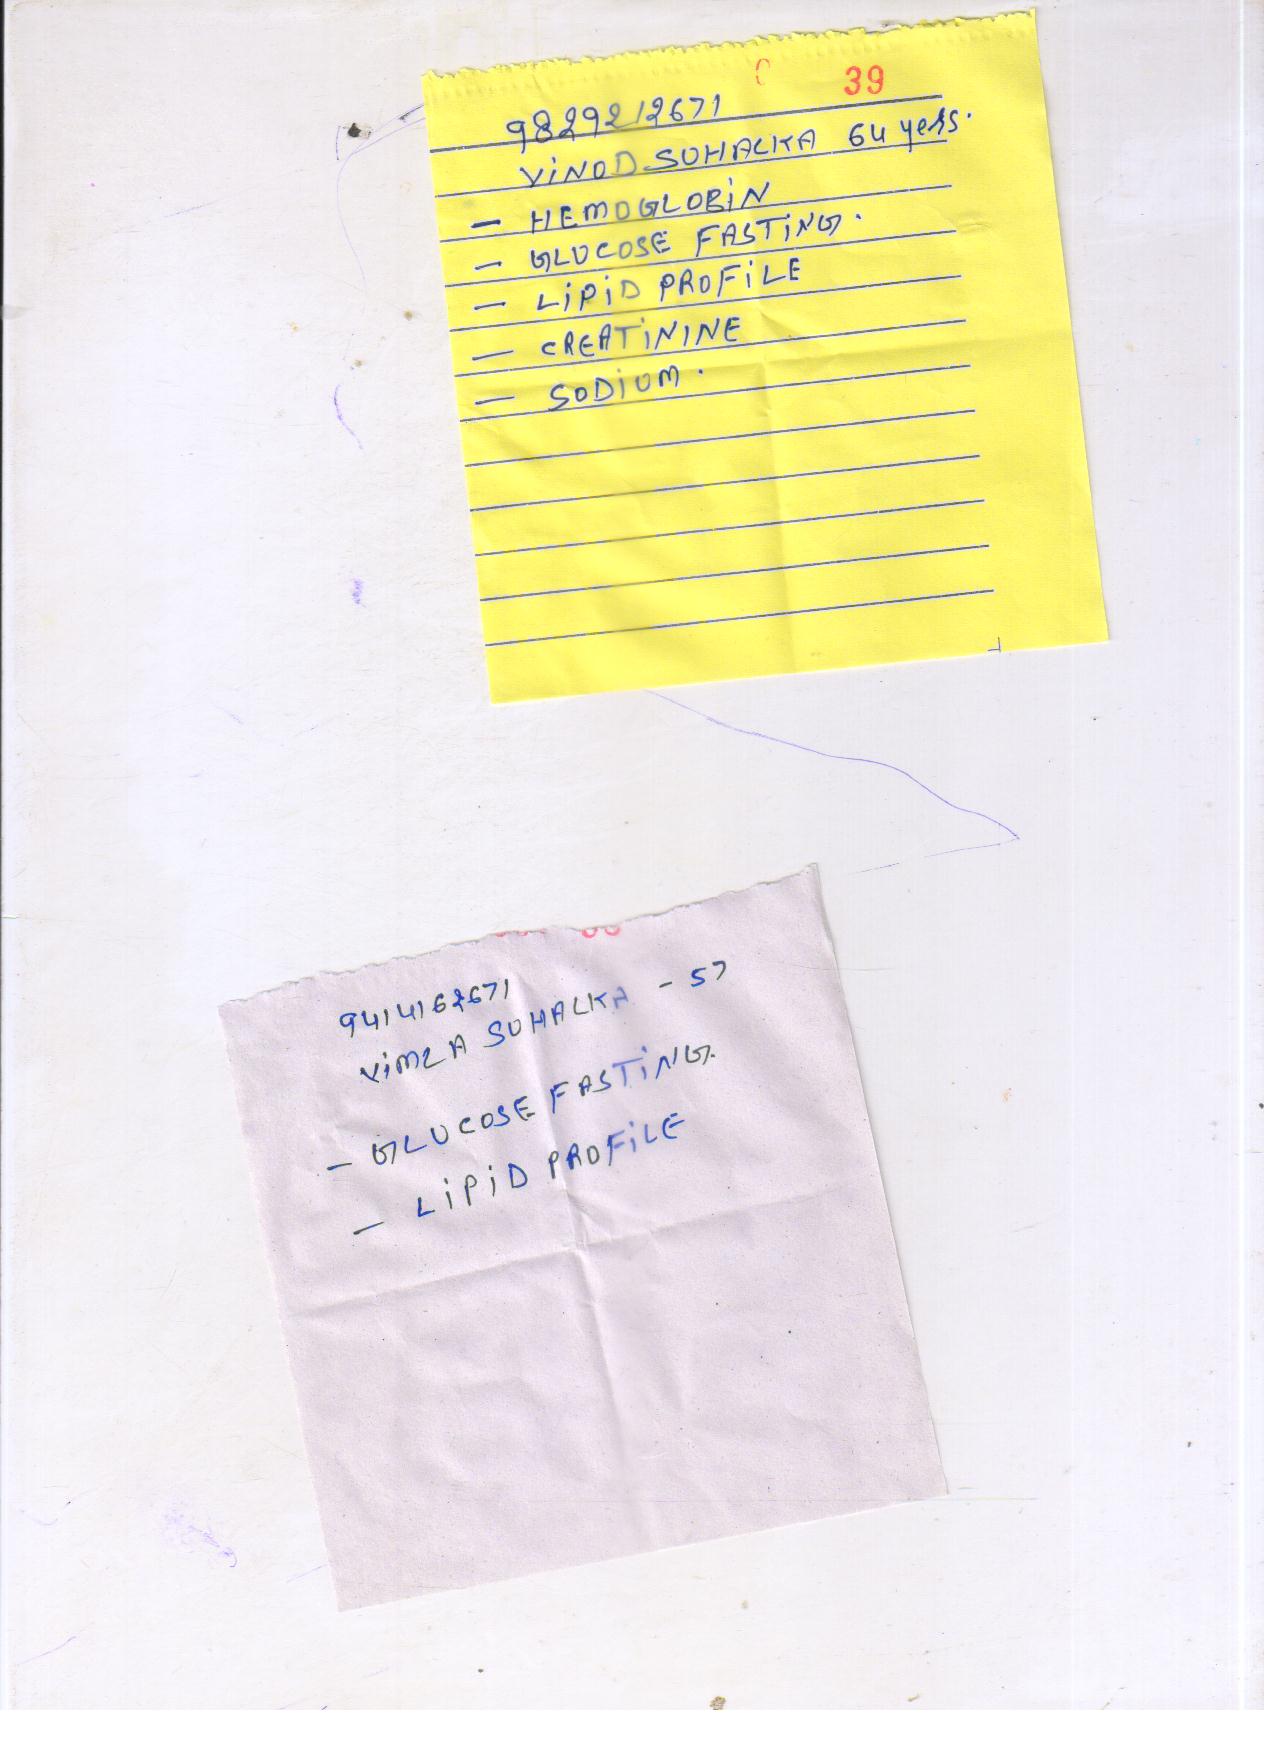 39
9829212671
VINOD SUHALKA 64 yers.
- HEMOGLOBIN
- GLUCOSE FASTING.
- LIPID PROFILE
- CREATININE
- SODIUM.
9414162671
VIMLA SUHALKA - 57
- GLUCOSE FASTING.
- LIPID PROFILE